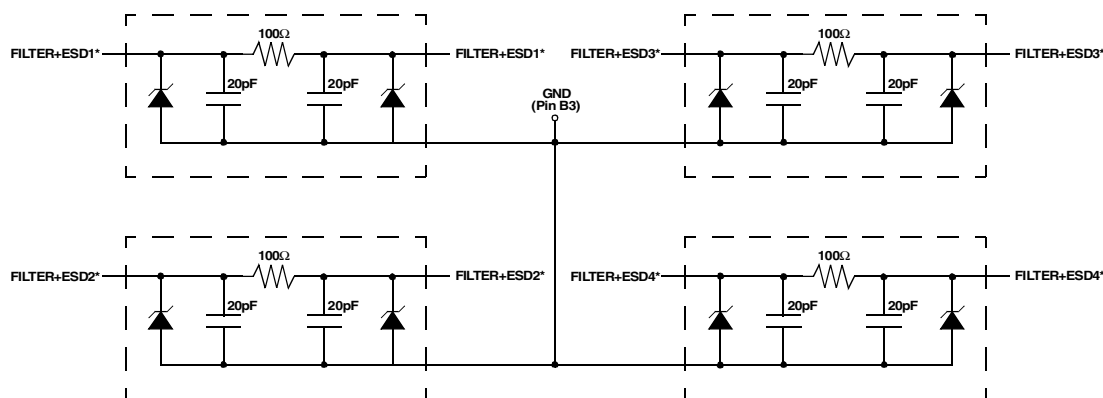 100Ω
FILTER+ESD1*
FILTER+ESD1*
20pF
20pF
100Ω
FILTER+ESD3*
FILTER+ESD3*
20pF
20pF
GND
(Pin B3)
100Ω
FILTER+ESD2*
FILTER+ESD2*
20pF
20pF
100Ω
FILTER+ESD4*
FILTER+ESD4*
20pF
20pF